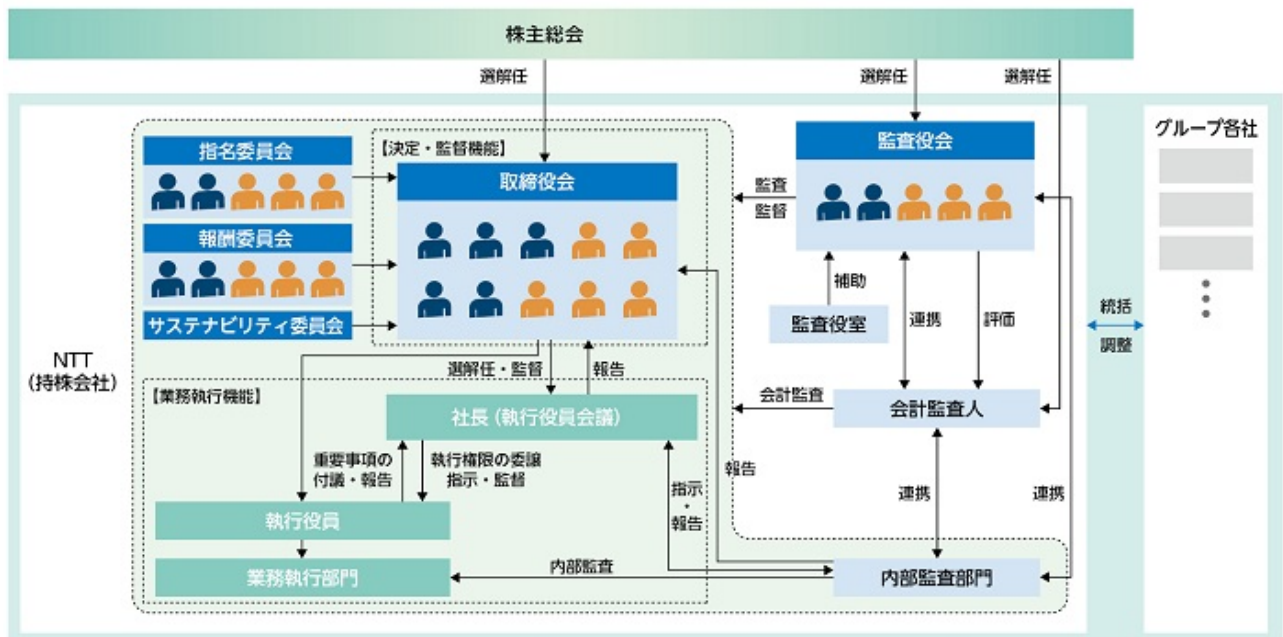 株主総会
選解任
選解任
選解任
指名委員会
報酬委員会
サステナビリティ委員会
【決定・監督機能】
取締役会
監査役会
監査
監督
補助
監査役室
連携
評価
グループ各社
統括
調整
NTT
(持株会社)
選解任・監督
報告
【業務執行機能】
社長(執行役員会議)
会計監査
会計監査人
重要事項の
付議・報告
執行権限の委譲
指示・監督
指示
・
報告
報告
連携
連携
執行役員
業務執行部門
内部監査
内部監査部門